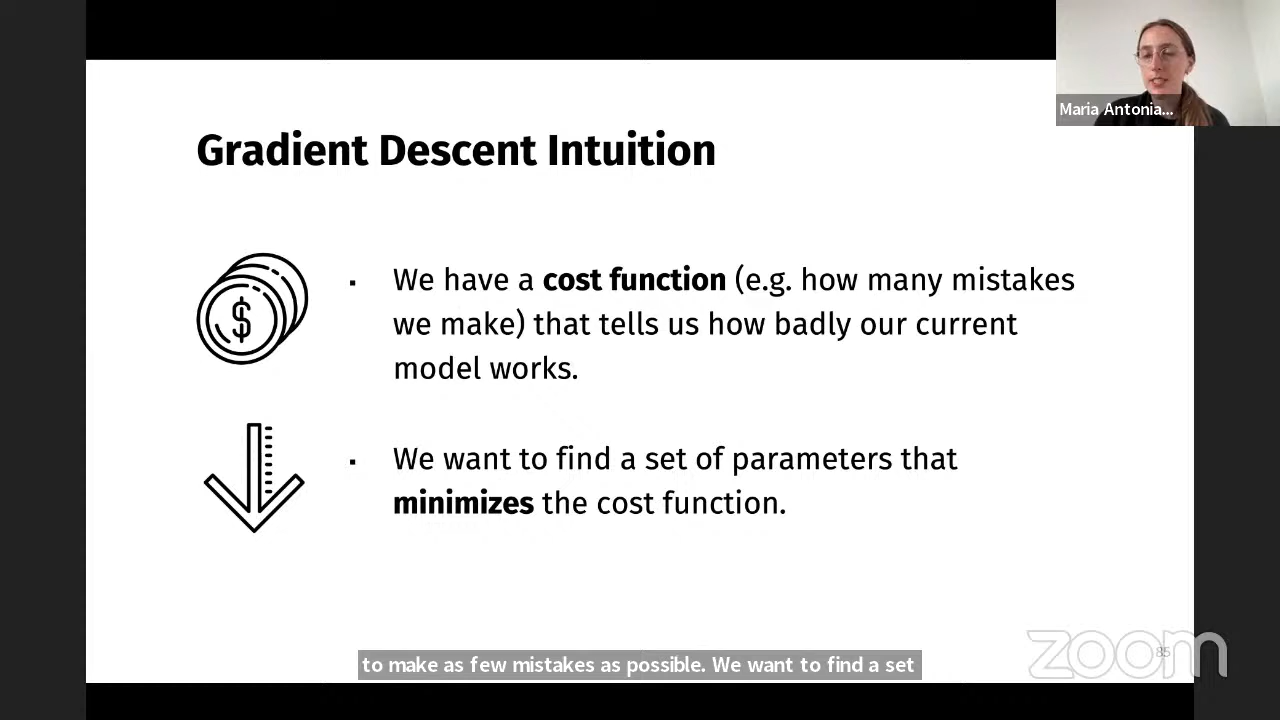 Maria Antonia...
Gradient Descent Intuition
$
▪ We have a cost function (e.g. how many mistakes
we make) that tells us how badly our current
model works.
▪ We want to find a set of parameters that
minimizes the cost function.
zoom
85
to make as few mistakes as possible. We want to find a set